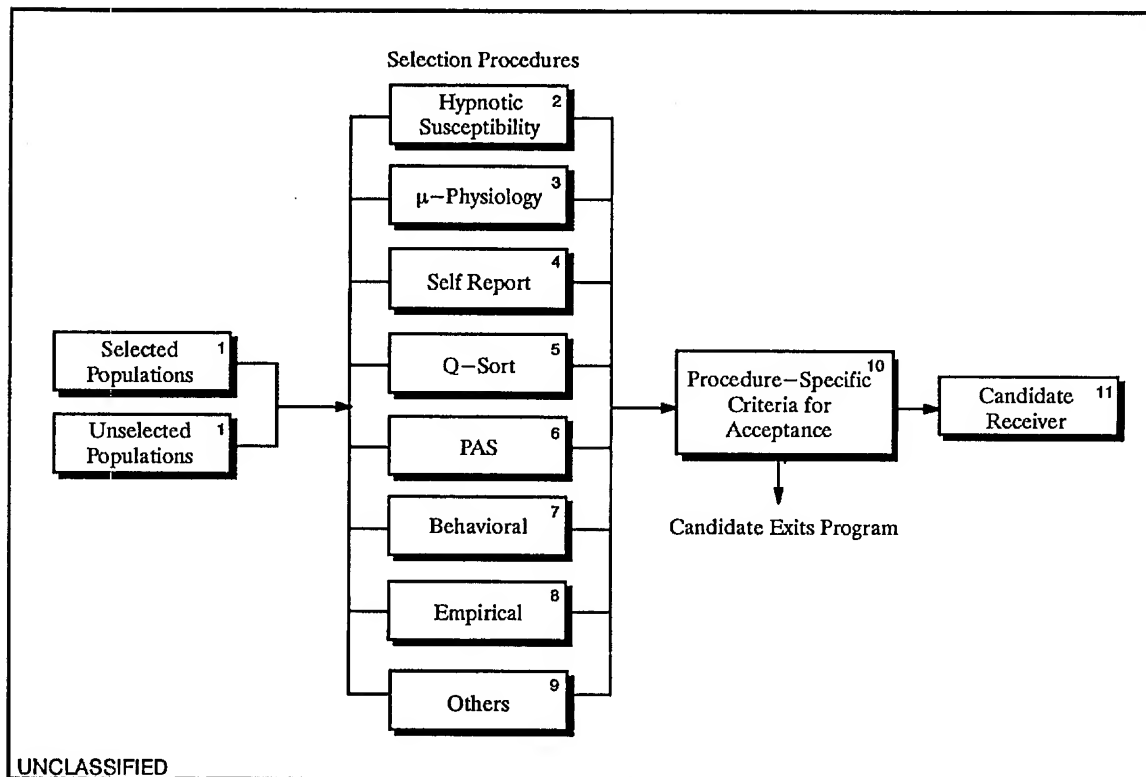 Selection Procedures
Hypnotic 2
Susceptibility
μ–Physiology 3
Self Report 4
Q–Sort 5
PAS 6
Behavioral 7
Empirical 8
Others 9
Selected 1
Populations
Unselected 1
Populations
Procedure–Specific 10
Criteria for
Acceptance
Candidate 11
Receiver
Candidate Exits Program
UNCLASSIFIED